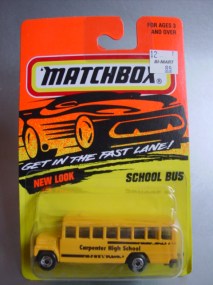 FOR AGES 3
AND OVER
MATCHBOX®
GET IN THE FAST LANE!
NEW LOOK
SCHOOL BUS
Carpenter High School